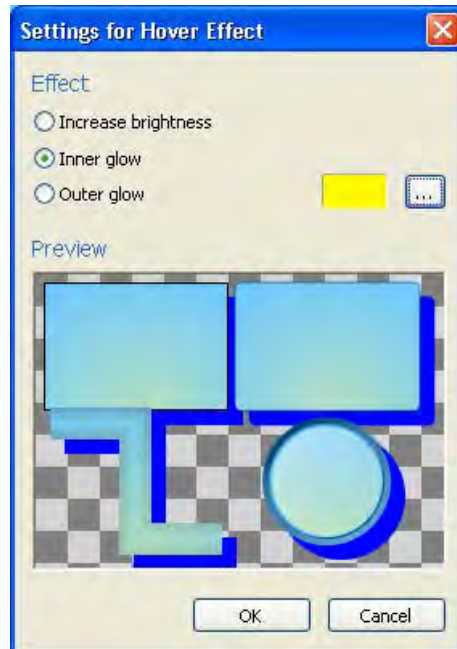 Settings for Hover Effect
Effect
Increase brightness
Inner glow
Outer glow
...
Preview
OK
Cancel